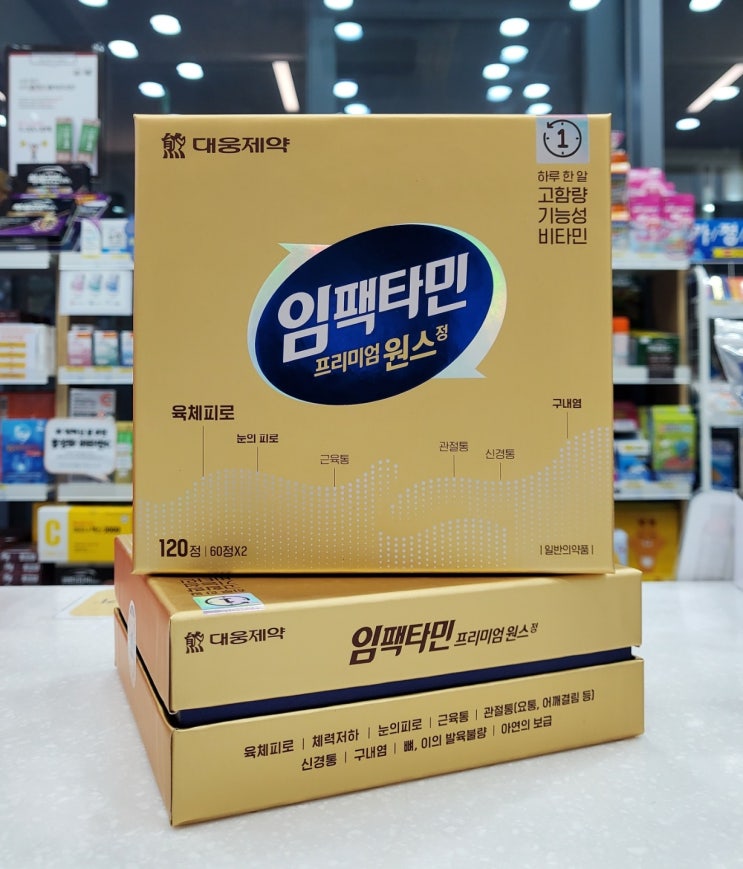 대웅제약
1
하루 한 알
고함량
기능성
비타민
임팩타민
프리미엄 원스정
육체피로
눈의 피로
근육통
관절통
신경통
구내염
120정 | 60정X2
| 일반의약품 |
대웅제약
임팩타민 프리미엄 원스정
육체피로 | 체력저하 | 눈의피로 | 근육통 | 관절통(요통, 어깨결림 등)
신경통 | 구내염 | 뼈, 이의 발육불량 | 아연의 보급
C